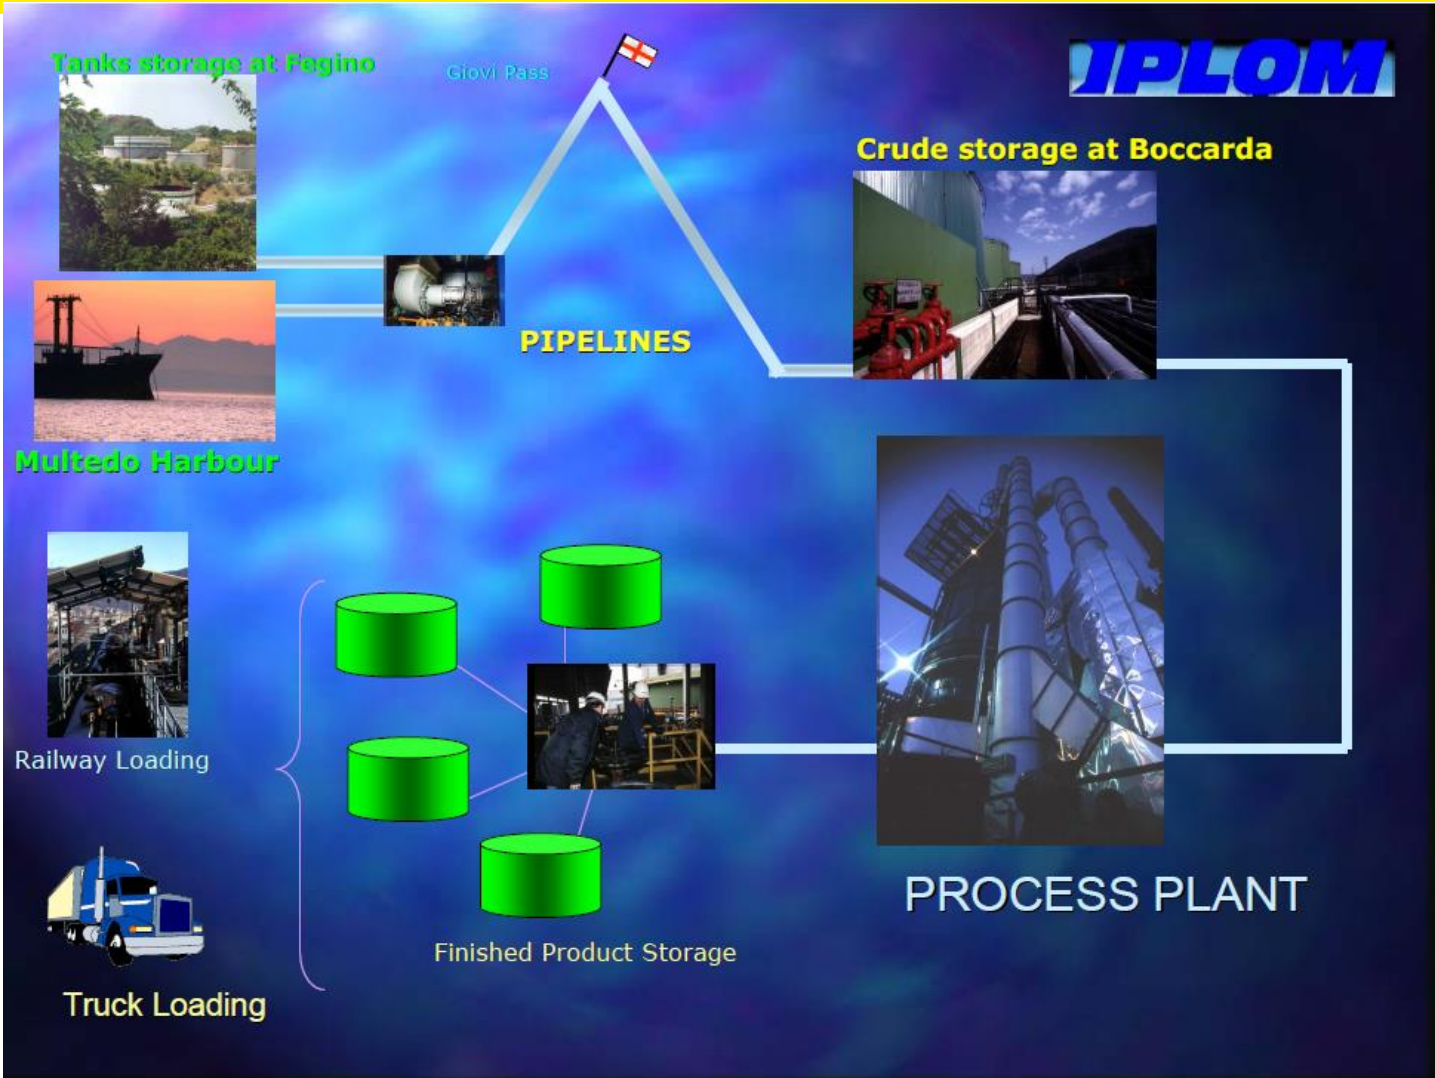 Tanks storage at Fegino
Giovi Pass
IPLOM
Crude storage at Boccarda
PIPELINES
Multedo Harbour
Railway Loading
PROCESS PLANT
Finished Product Storage
Truck Loading